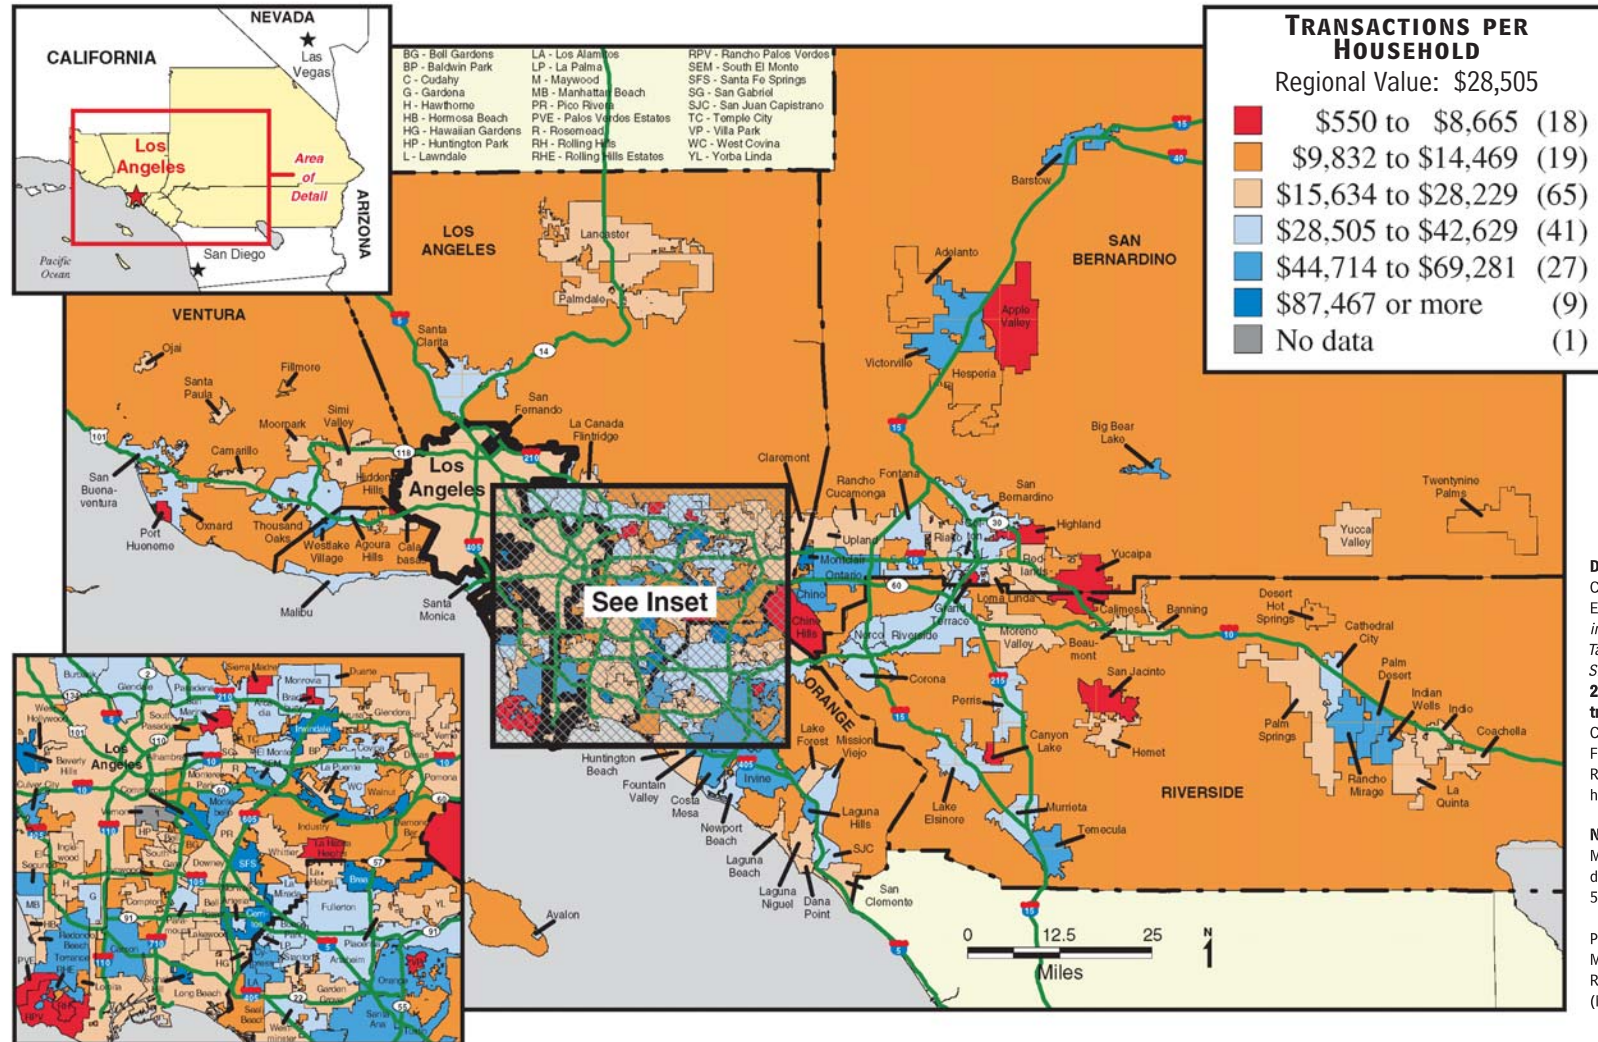 NEVADA
CALIFORNIA
Las
Vegas
Los
Angeles
Area
of
Detail
ARIZONA
San Diego
Pacific
Ocean
BG - Bell Gardens
BP - Baldwin Park
C - Cudahy
G - Gardena
H - Hawthorne
HB - Hermosa Beach
HG - Hawaiian Gardens
HP - Huntington Park
L - Lawndale
LA - Los Alamitos
LP - La Palma
M - Maywood
MB - Manhattan Beach
PR - Pico Rivera
PVE - Palos Verdes Estates
R - Rosemead
RH - Rolling Hills
RHE - Rolling Hills Estates
RPV - Rancho Palos Verdes
SEM - South El Monte
SFS - Santa Fe Springs
SG - San Gabriel
SJC - San Juan Capistrano
TC - Temple City
VP - Villa Park
WC - West Covina
YL - Yorba Linda
TRANSACTIONS PER
HOUSEHOLD
Regional Value: $28,505
$550 to $8,665 (18)
$9,832 to $14,469 (19)
$15,634 to $28,229 (65)
$28,505 to $42,629 (41)
$44,714 to $69,281 (27)
$87,467 or more (9)
No data (1)
LOS
ANGELES
SAN
BERNARDINO
VENTURA
RIVERSIDE
ORANGE
Lancaster
Palmdale
Barstow
Adelanto
Apple
Valley
Victorville
Hesperia
Big Bear
Lake
Twentynine
Palms
Yucca
Valley
Ojai
Santa
Paula
Fillmore
Santa
Clarita
San
Fernando
La Canada
Flintridge
Simi
Valley
Moorpark
Camarillo
San
Buena-
ventura
Port
Hueneme
Oxnard
Thousand
Oaks
Westlake
Village
Agoura
Hills
Cala-
basas
Hidden
Hills
Los
Angeles
Malibu
Santa
Monica
See Inset
Claremont
Rancho
Cucamonga
Fontana
San
Bernardino
Highland
Upland
Rialto
Montclair
Ontario
Chino
Chino
Hills
Red-
lands
Yucaipa
Loma Linda
Grand
Terrace
Calimesa
Banning
Beau-
mont
Moreno
Valley
Norco
Riverside
Corona
Perris
San Jacinto
Hemet
Canyon
Lake
Lake
Elsinore
Murrieta
Temecula
Desert
Hot
Springs
Cathedral
City
Palm
Desert
Indian
Wells
Indio
Coachella
Palm
Springs
Rancho
Mirage
La
Quinta
Lake
Forest
Mission
Viejo
Huntington
Beach
Fountain
Valley
Costa
Mesa
Irvine
Newport
Beach
Laguna
Hills
Laguna
Beach
Laguna
Niguel
Dana
Point
SJC
San
Clemente
Avalon
0 12.5 25
Miles
N
Burbank
Glendale
Pasadena
Sierra Madre
Monrovia
Duarte
West
Hollywood
South
Pasadena
Glendora
Irwindale
Los
Angeles
Alhambra
El Monte
Covina
Beverly
Hills
La Puente
Walnut
Pomona
Culver City
Commerce
Vernon
Industry
Diamond
Bar
Whittier
La Habra
Heights
Downey
SFS
Brea
La
Mirada
Fullerton
Compton
Lakewood
Redondo
Beach
Torrance
Carson
Placentia
Anaheim
Lomita
Long Beach
Garden
Grove
Orange
Santa
Ana
Seal
Beach
West-
minster
RPV